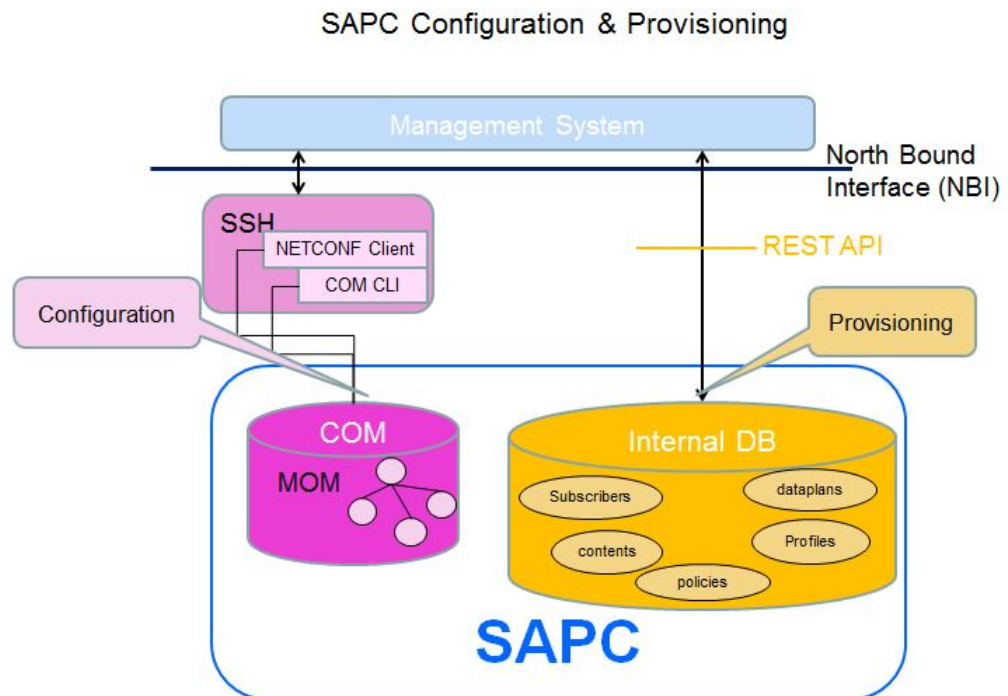 SAPC Configuration & Provisioning
Management System
North Bound
Interface (NBI)
SSH
NETCONF Client
COM CLI
REST API
Configuration
Provisioning
COM
MOM
Internal DB
Subscribers
dataplans
contents
Profiles
policies
SAPC